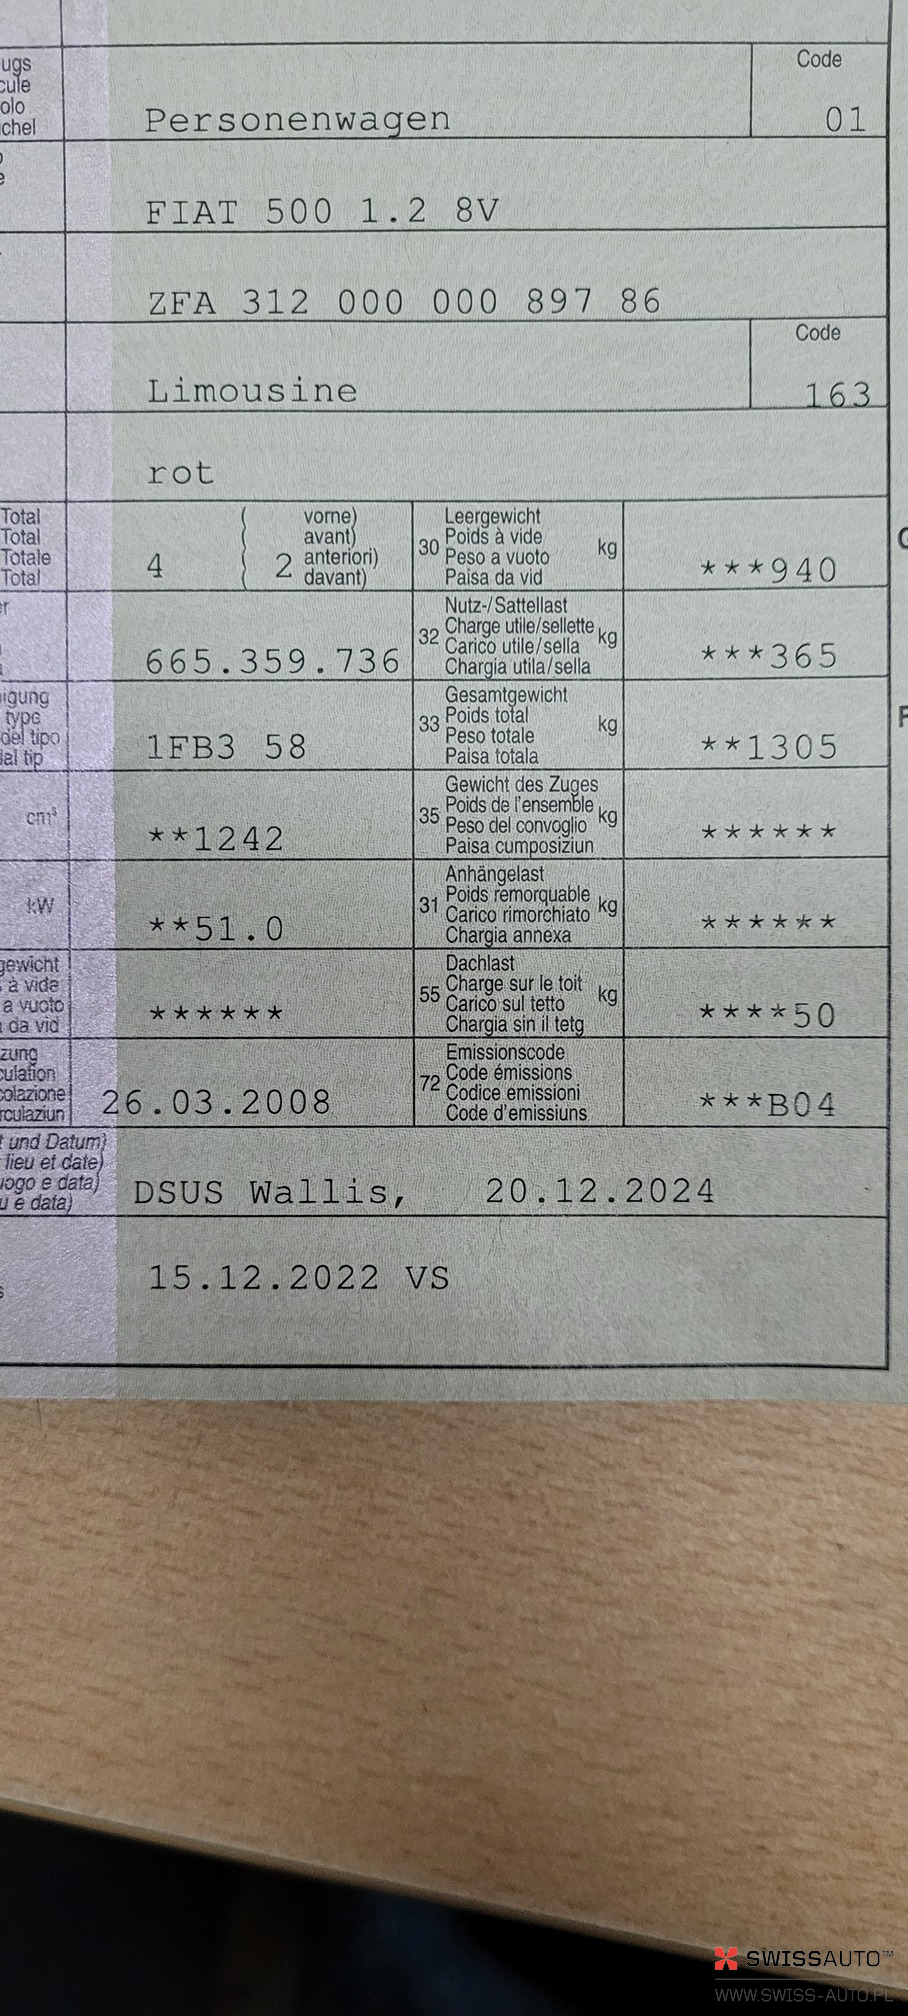 ugs
cule
olo
chel
Personenwagen
Code
01
FIAT 500 1.2 8V
ZFA 312 000 000 897 86
Limousine
Code
163
rot
Total
Total
Totale
Total
4 ( 2 vorne)
avant)
anteriori)
davant)
30 Leergewicht
Poids à vide
Peso a vuoto
Paisa da vid
kg
***940
665.359.736
32 Nutz-/Sattellast
Charge utile/sellette
Carico utile/sella
Chargia utila/sella
kg
***365
igung
type
del tipo
dal tip
1FB3 58
33 Gesamtgewicht
Poids total
Peso totale
Paisa totala
kg
**1305
cm³
**1242
35 Gewicht des Zuges
Poids de l'ensemble
Peso del convoglio
Paisa cumposiziun
kg
******
kW
**51.0
31 Anhängelast
Poids remorquable
Carico rimorchiato
Chargia annexa
kg
******
gewicht
à vide
a vuoto
da vid
******
55 Dachlast
Charge sur le toit
Carico sul tetto
Chargia sin il tetg
kg
****50
zung
culation
colazione
rculaziun
26.03.2008
72 Emissionscode
Code émissions
Codice emissioni
Code d'emissiuns
***B04
t und Datum)
lieu et date)
uogo e data)
u e data)
DSUS Wallis, 20.12.2024
15.12.2022 VS
SWISSAUTO™
WWW.SWISS-AUTO.PL